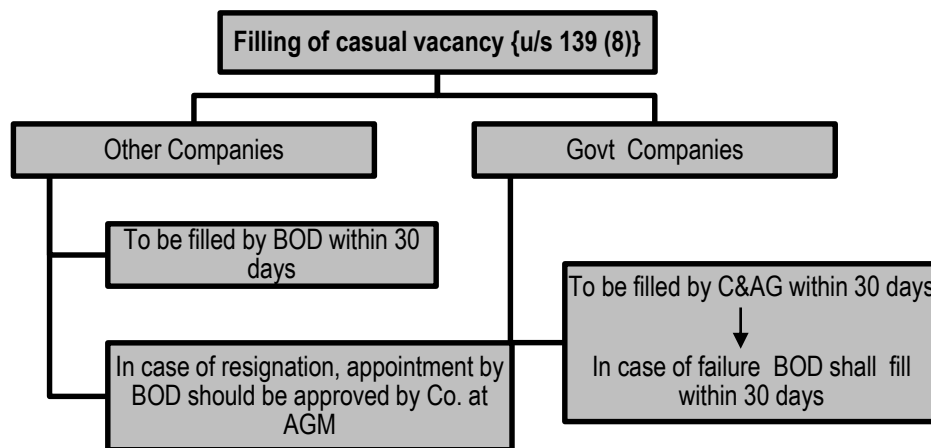 Filling of casual vacancy {u/s 139 (8)}
Other Companies
Govt Companies
To be filled by BOD within 30
days
In case of resignation, appointment by
BOD should be approved by Co. at
AGM
To be filled by C&AG within 30 days
In case of failure BOD shall fill
within 30 days